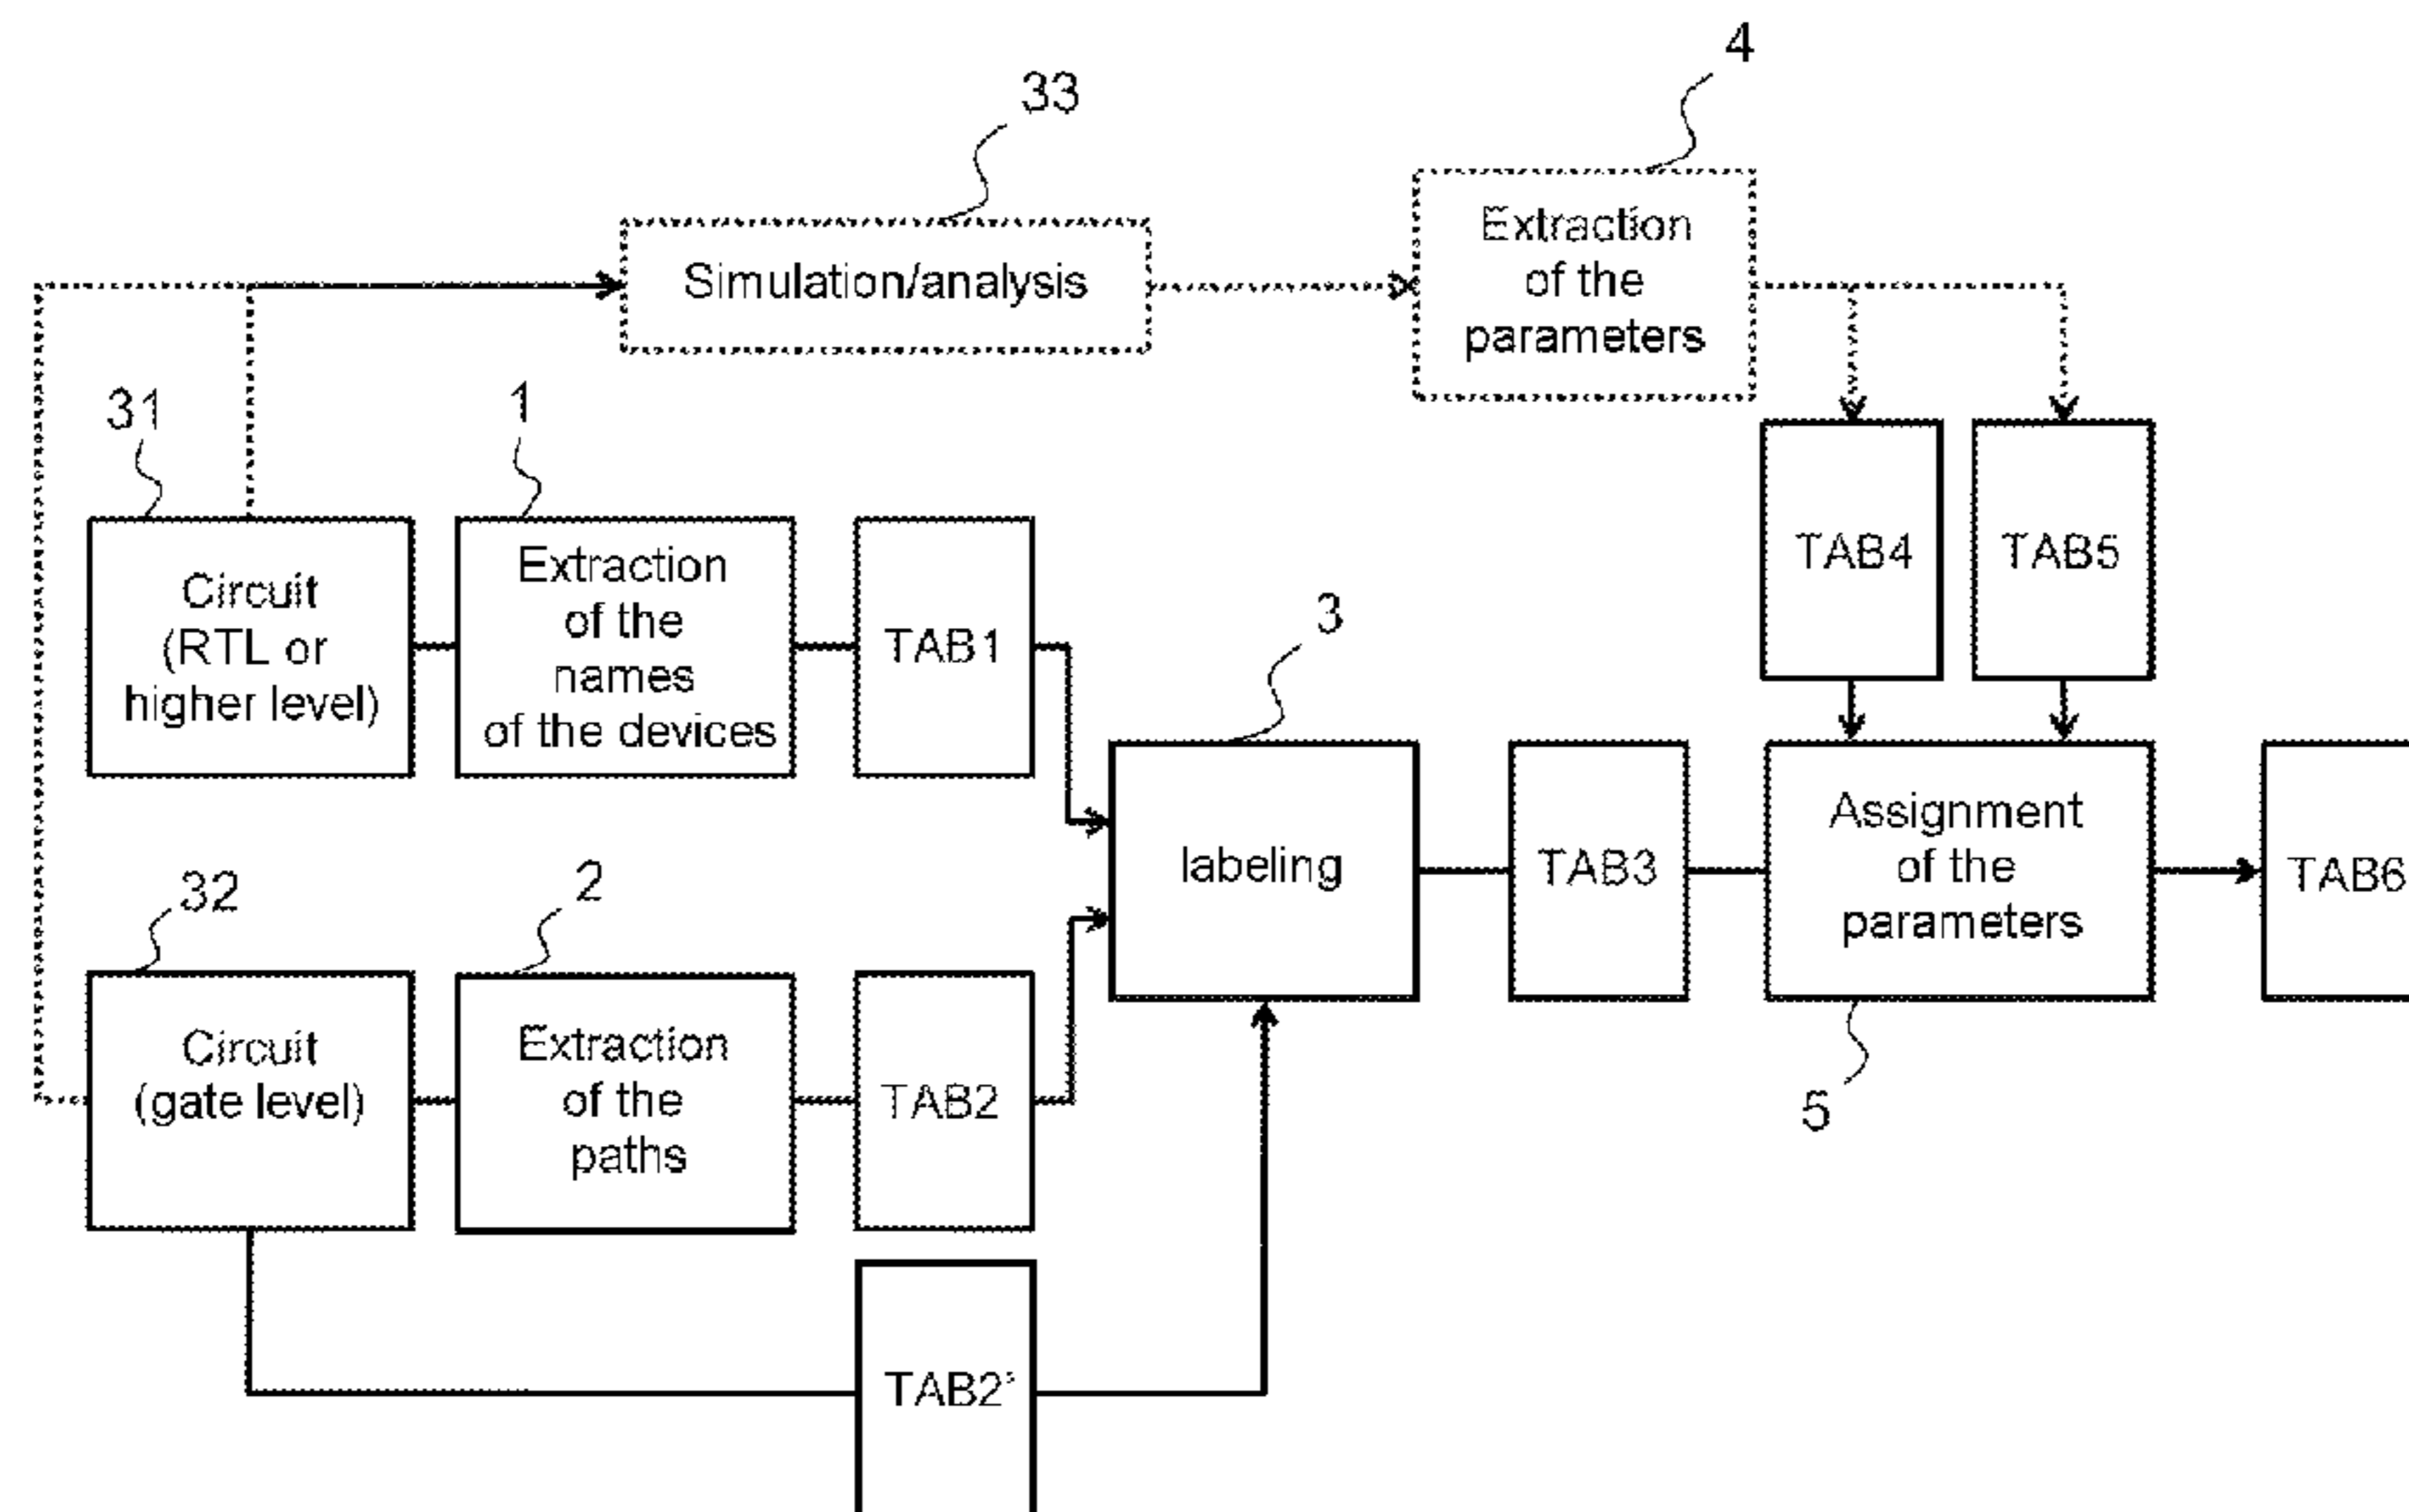 4
33
Extraction
of the
parameters
Simulation/analysis
31
1
Circuit
(RTL or
higher level)
Extraction
of the
names
of the devices
TAB1
TAB4
TAB5
3
labeling
TAB3
Assignment
of the
parameters
TAB6
5
32
2
Circuit
(gate level)
Extraction
of the
paths
TAB2
TAB2'